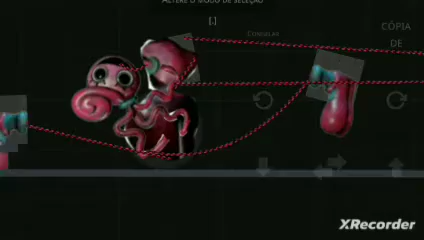 ALTERE O MODO DE SELEÇÃO
[.]
CÓPIA
DE
XRecorder